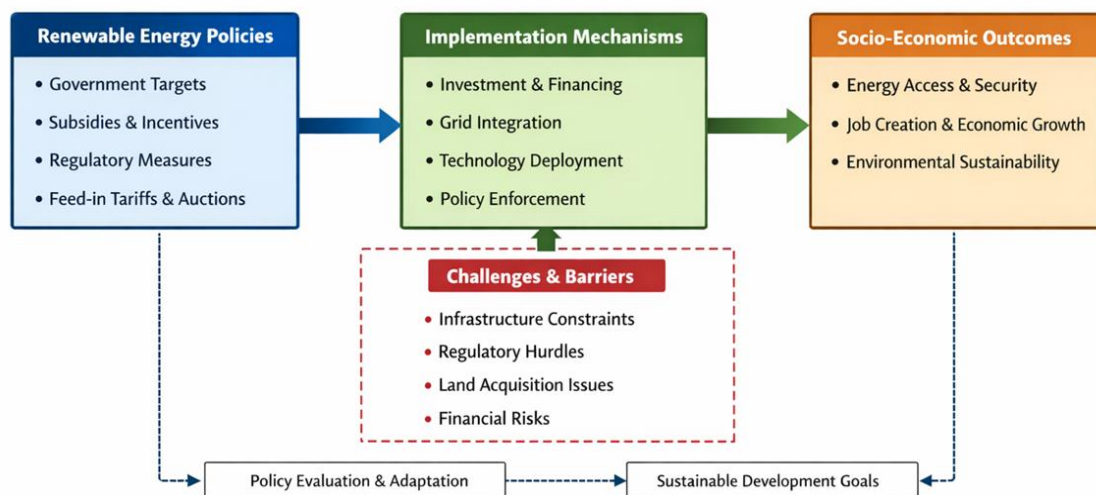 Renewable Energy Policies
• Government Targets
• Subsidies & Incentives
• Regulatory Measures
• Feed-in Tariffs & Auctions
Implementation Mechanisms
• Investment & Financing
• Grid Integration
• Technology Deployment
• Policy Enforcement
Socio-Economic Outcomes
• Energy Access & Security
• Job Creation & Economic Growth
• Environmental Sustainability
Challenges & Barriers
• Infrastructure Constraints
• Regulatory Hurdles
• Land Acquisition Issues
• Financial Risks
Policy Evaluation & Adaptation
Sustainable Development Goals